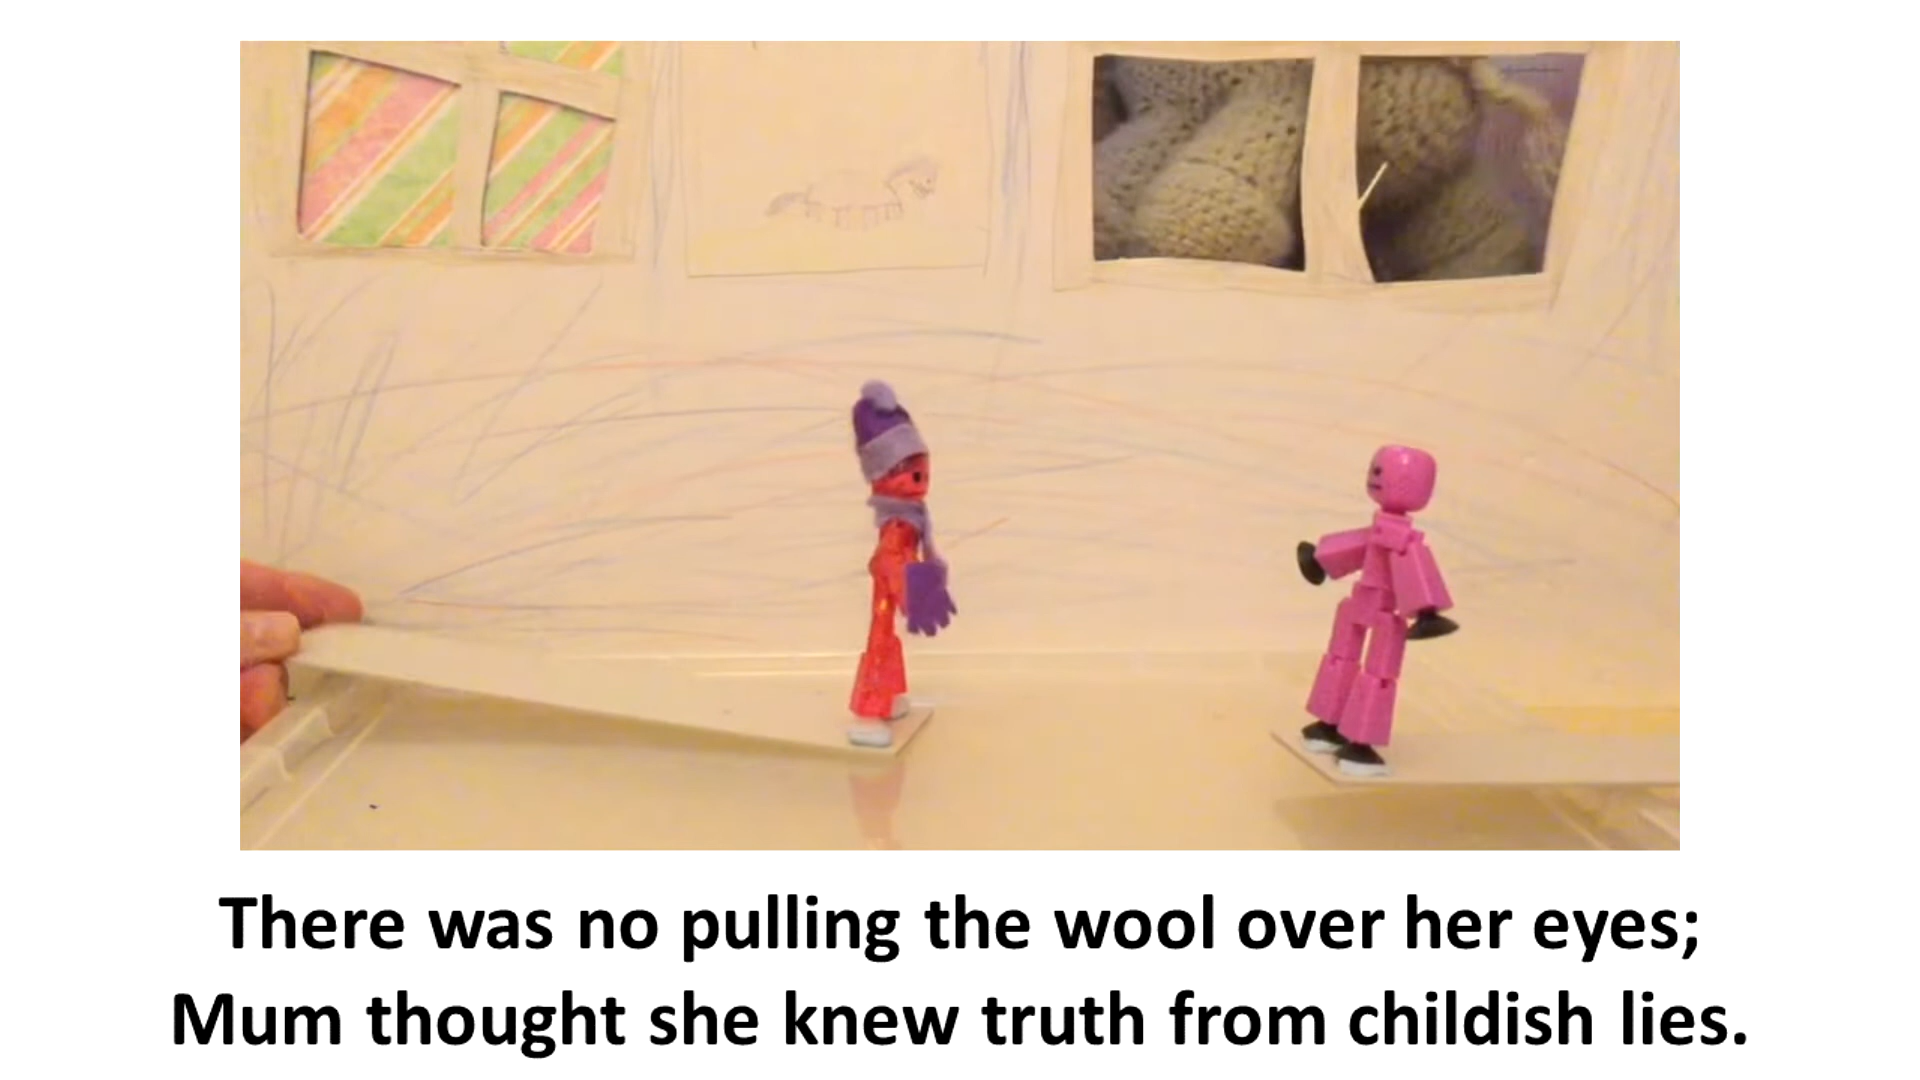 There was no pulling the wool over her eyes;
Mum thought she knew truth from childish lies.